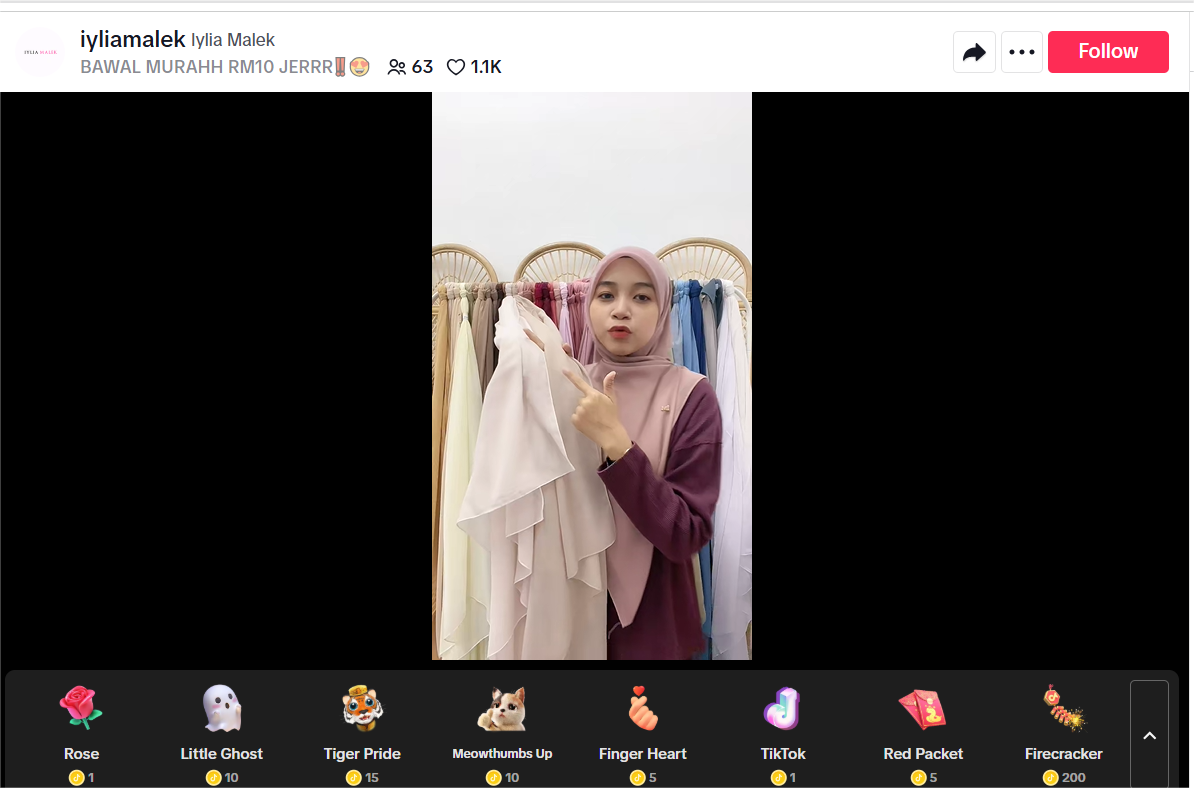 IYLIA MALEK
iyliamalek Iylia Malek
BAWAL MURAHH RM10 JERRR‼️😍 63 1.1K
Follow
Rose
1
Little Ghost
10
Tiger Pride
15
Meowthumbs Up
10
Finger Heart
5
TikTok
1
Red Packet
5
Firecracker
200